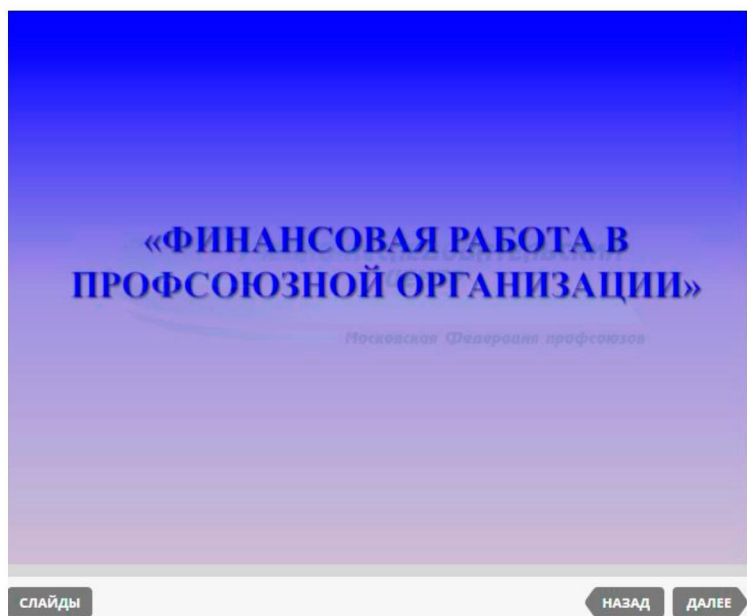 «ФИНАНСОВАЯ РАБОТА В
ПРОФСОЮЗНОЙ ОРГАНИЗАЦИИ»
Московская Федерация профсоюзов
СЛАЙДЫ
НАЗАД
ДАЛЕЕ